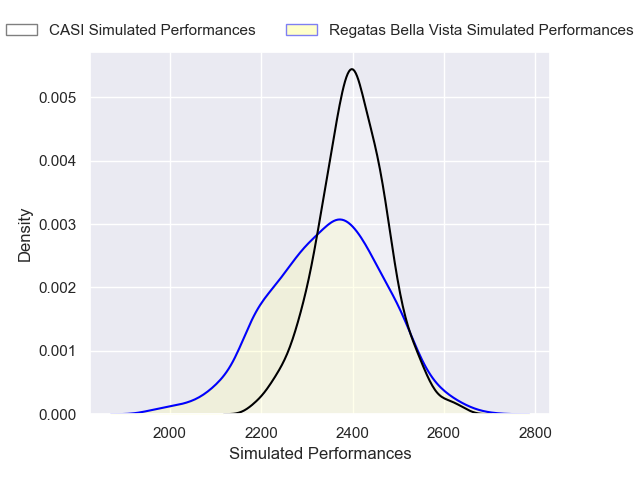 CASI Simulated Performances
Regatas Bella Vista Simulated Performances
0.005
0.004
0.003
0.002
0.001
0.000
Density
2000 2200 2400 2600 2800
Simulated Performances